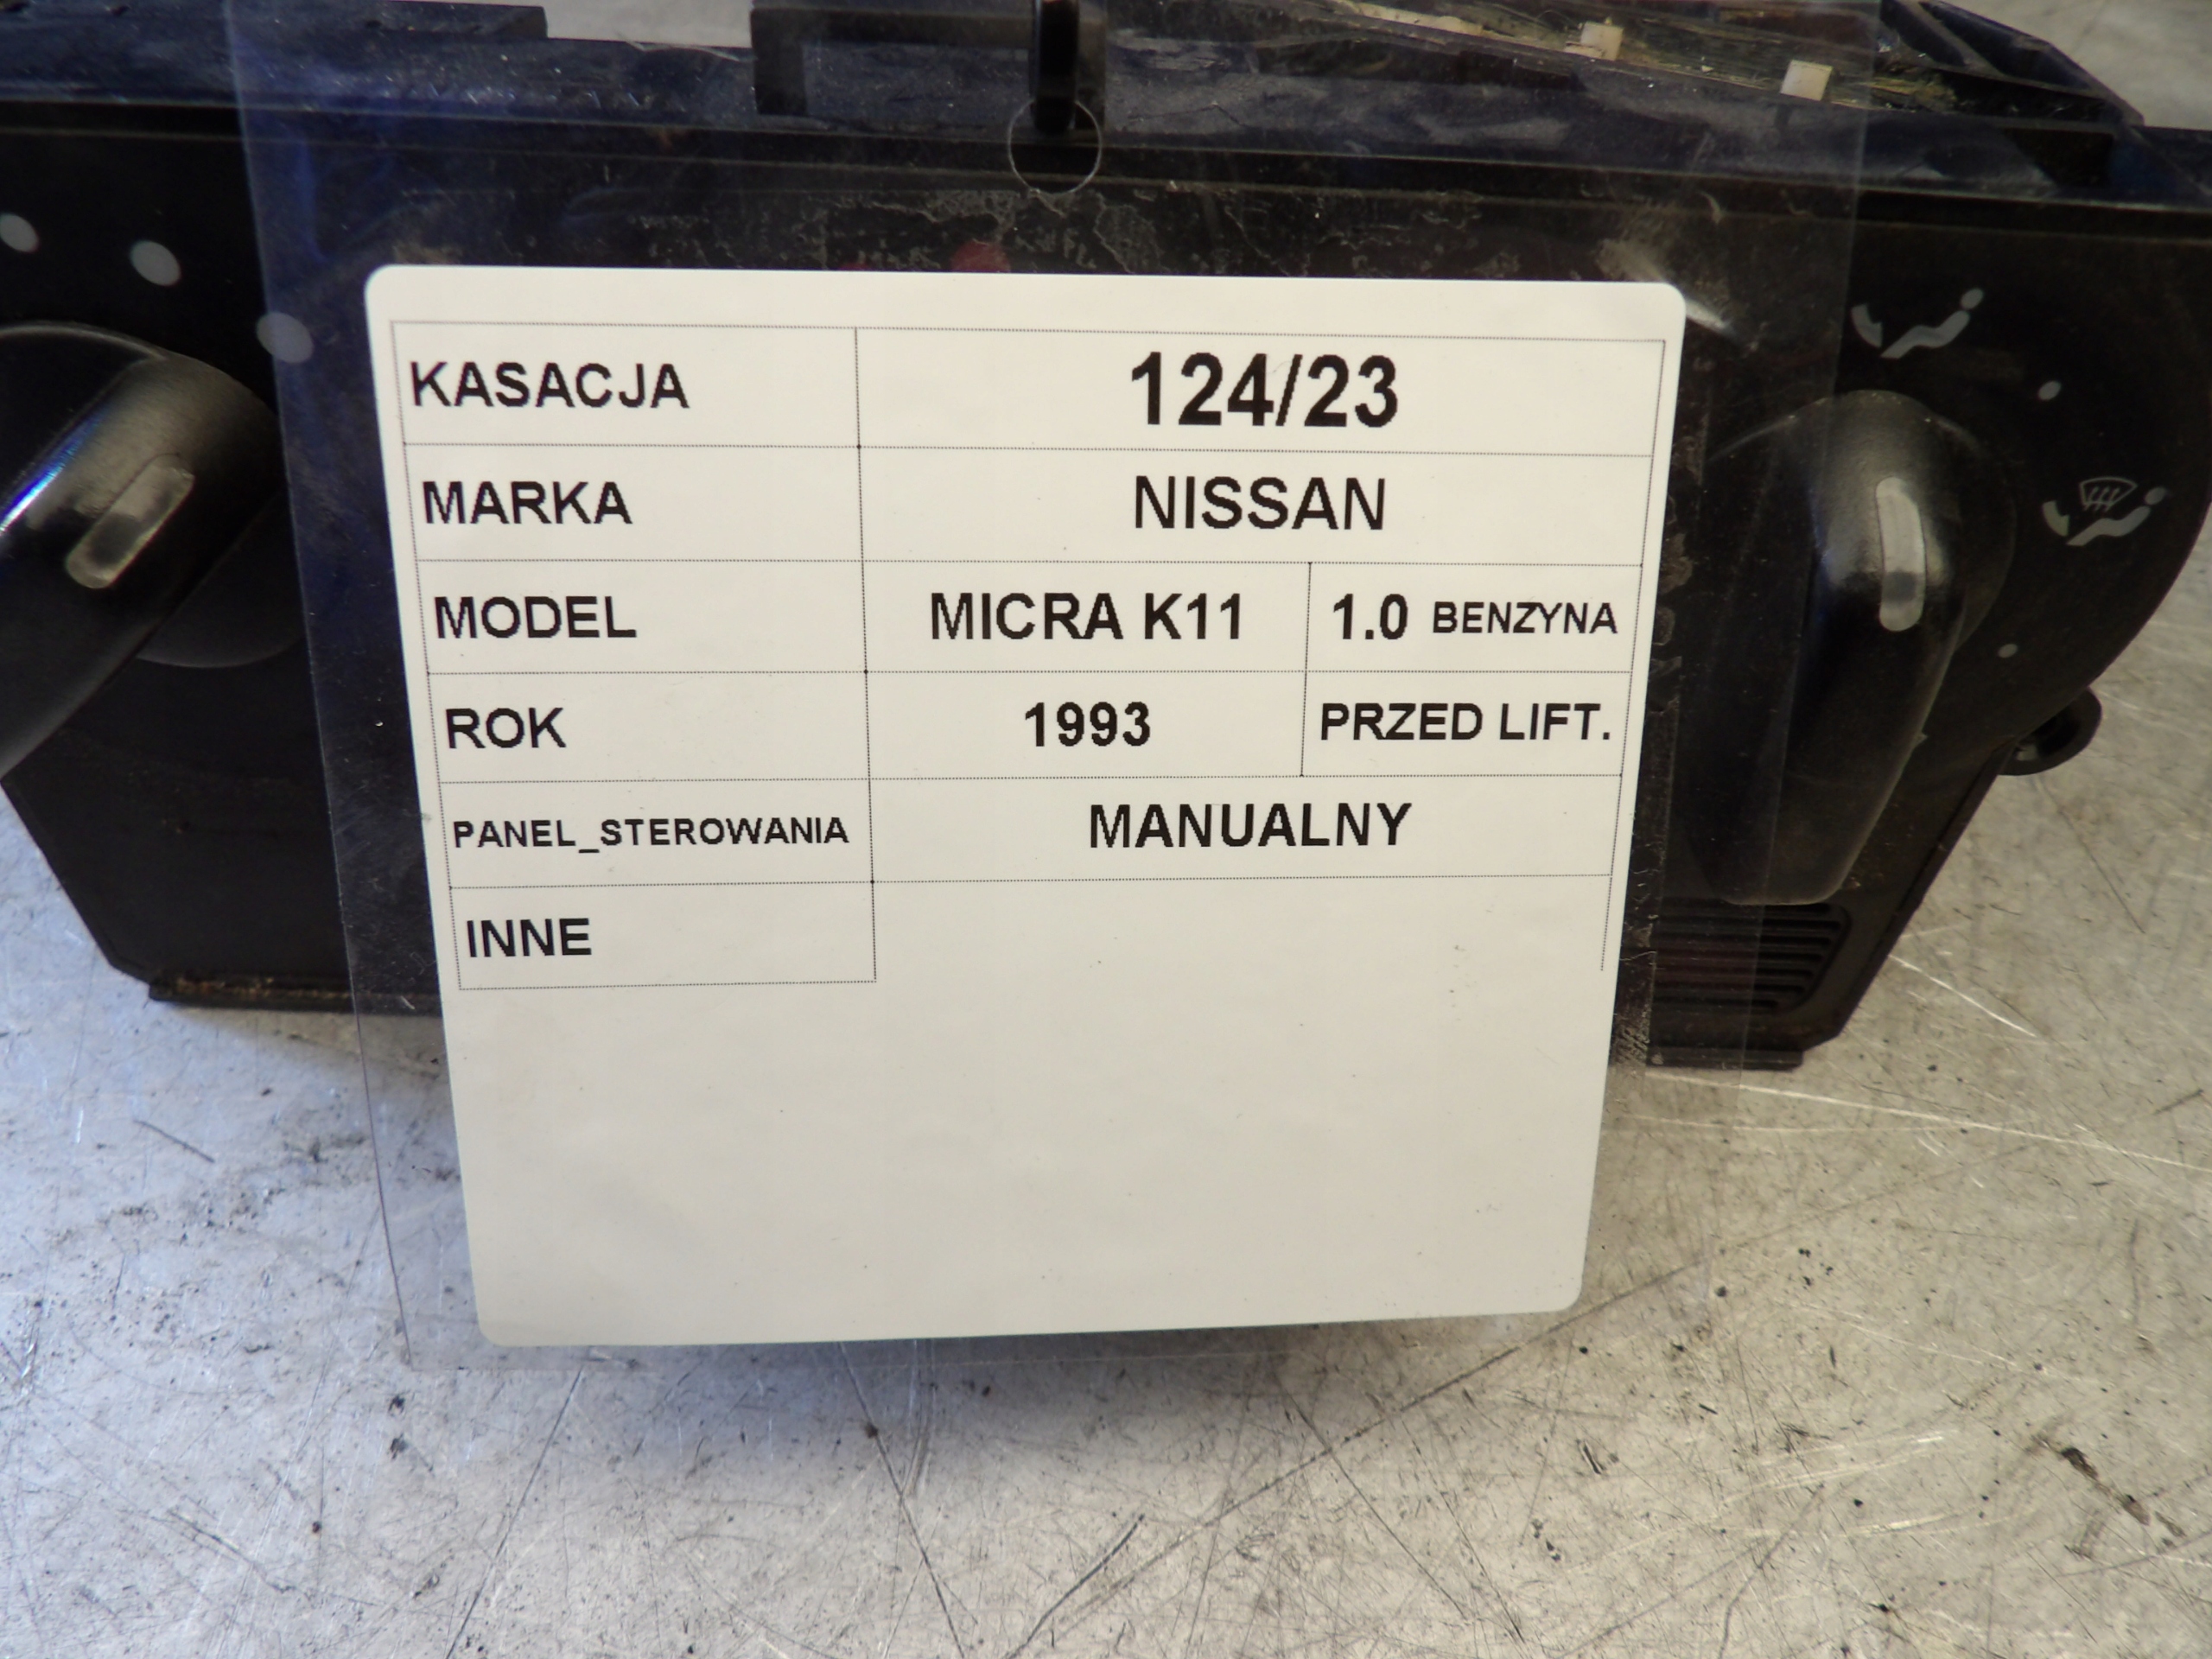 KASACJA 124/23
MARKA NISSAN
MODEL MICRA K11 1.0 BENZYNA
ROK 1993 PRZED LIFT.
PANEL_STEROWANIA MANUALNY
INNE